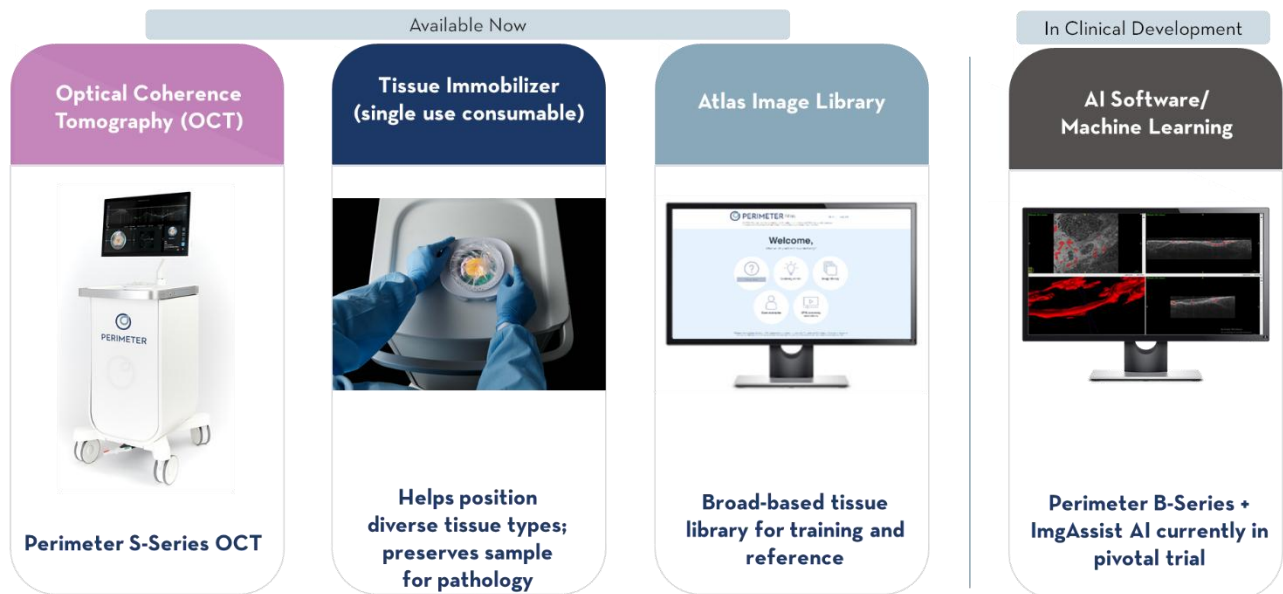 Available Now
In Clinical Development
Optical Coherence
Tomography (OCT)
Tissue Immobilizer
(single use consumable)
Atlas Image Library
AI Software/
Machine Learning
PERIMETER
PERIMETER
Welcome,
Perimeter S-Series OCT
Helps position
diverse tissue types;
preserves sample
for pathology
Broad-based tissue
library for training and
reference
Perimeter B-Series +
ImgAssist AI currently in
pivotal trial